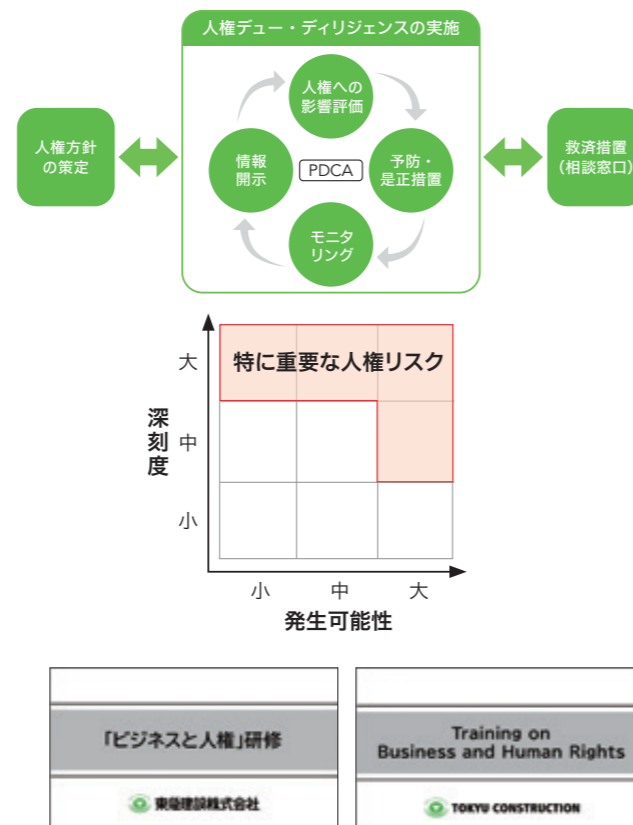 人権デュー・ディリジェンスの実施
人権への
影響評価
人権方針
の策定
情報
開示
PDCA
予防・
是正措置
救済措置
(相談窓口)
モニタ
リング
大
特に重要な人権リスク
深刻度
中
小
小
中
大
発生可能性
「ビジネスと人権」研修
東急建設株式会社
Training on
Business and Human Rights
TOKYU CONSTRUCTION